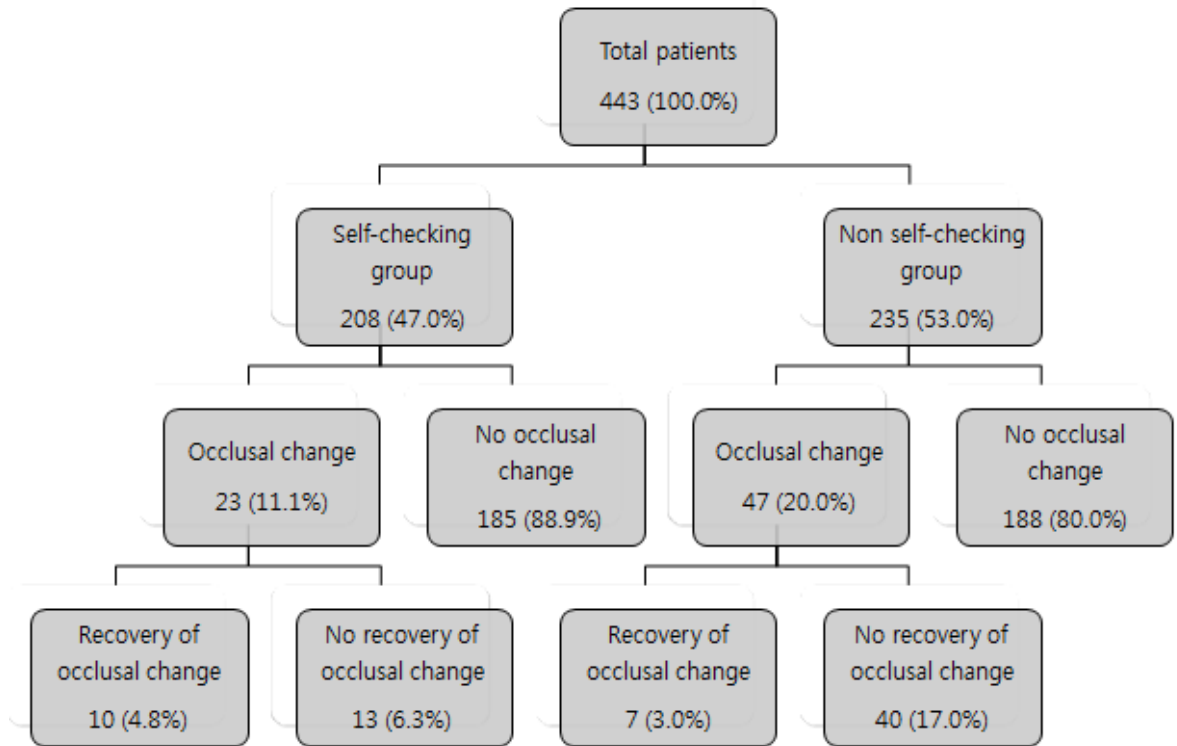 Total patients
443 (100.0%)
Self-checking
group
208 (47.0%)
Non self-checking
group
235 (53.0%)
Occlusal change
23 (11.1%)
No occlusal
change
185 (88.9%)
Occlusal change
47 (20.0%)
No occlusal
change
188 (80.0%)
Recovery of
occlusal change
10 (4.8%)
No recovery of
occlusal change
13 (6.3%)
Recovery of
occlusal change
7 (3.0%)
No recovery of
occlusal change
40 (17.0%)